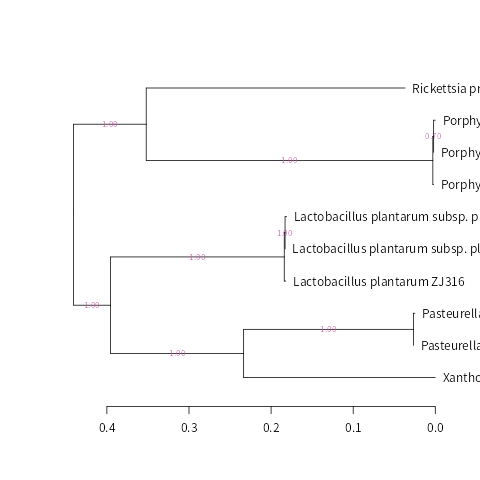 Rickettsia pr
1.00
Porphy
0.70
Porphy
1.00
Porphy
Lactobacillus plantarum subsp. p
1.00
Lactobacillus plantarum subsp. pl
1.00
Lactobacillus plantarum ZJ316
1.00
Pasteurella
1.00
Pasteurella
1.00
Xantho
0.4 0.3 0.2 0.1 0.0